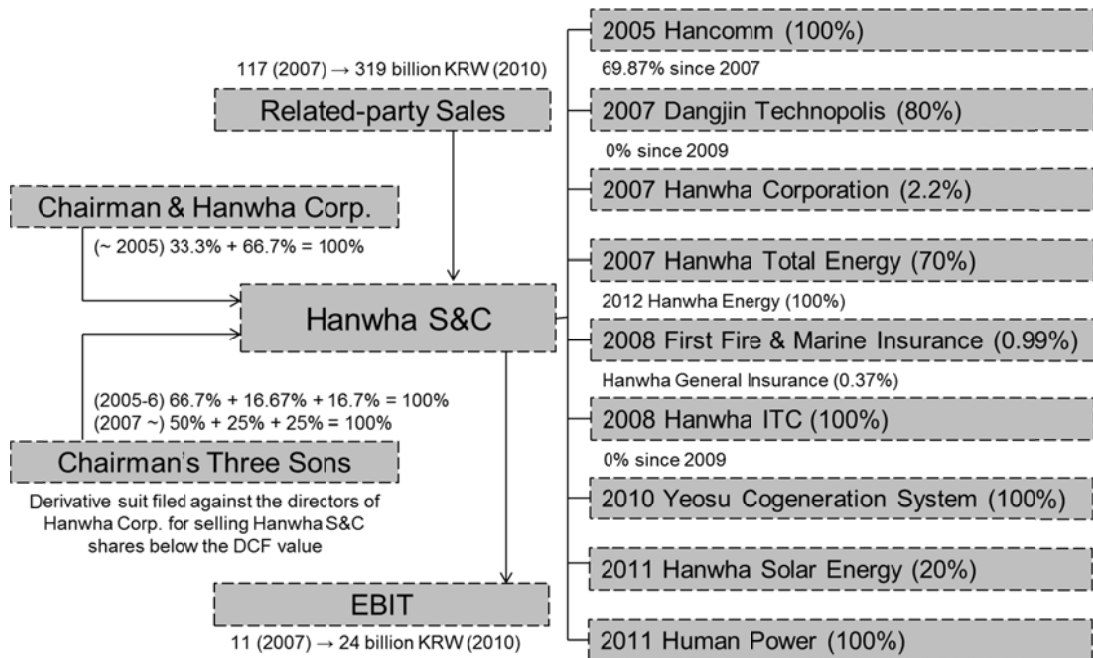 117 (2007) → 319 billion KRW (2010)
Related-party Sales
Chairman & Hanwha Corp.
(~ 2005) 33.3% + 66.7% = 100%
Hanwha S&C
(2005-6) 66.7% + 16.67% + 16.7% = 100%
(2007 ~) 50% + 25% + 25% = 100%
Chairman's Three Sons
Derivative suit filed against the directors of
Hanwha Corp. for selling Hanwha S&C
shares below the DCF value
EBIT
11 (2007) → 24 billion KRW (2010)
2005 Hancomm (100%)
69.87% since 2007
2007 Dangjin Technopolis (80%)
0% since 2009
2007 Hanwha Corporation (2.2%)
2007 Hanwha Total Energy (70%)
2012 Hanwha Energy (100%)
2008 First Fire & Marine Insurance (0.99%)
Hanwha General Insurance (0.37%)
2008 Hanwha ITC (100%)
0% since 2009
2010 Yeosu Cogeneration System (100%)
2011 Hanwha Solar Energy (20%)
2011 Human Power (100%)